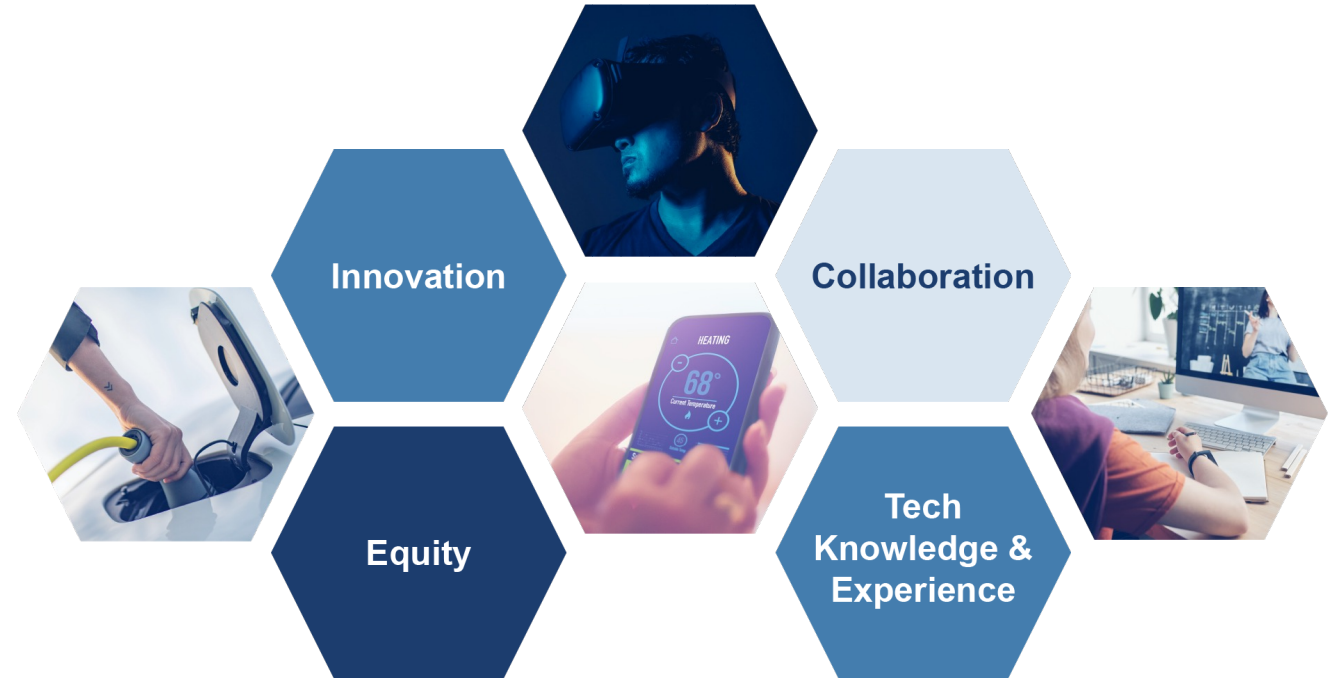 Innovation
Collaboration
HEATING
68°
Current Temperature
Equity
Tech
Knowledge &
Experience